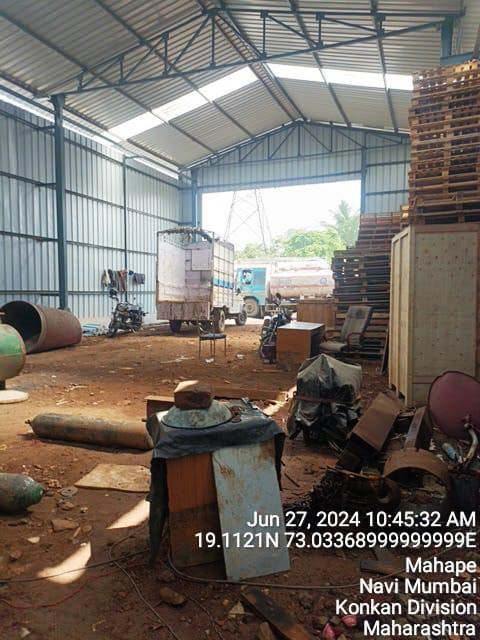 Jun 27, 2024 10:45:32 AM
19.1121N 73.03368999999999E
Mahape
Navi Mumbai
Konkan Division
Maharashtra